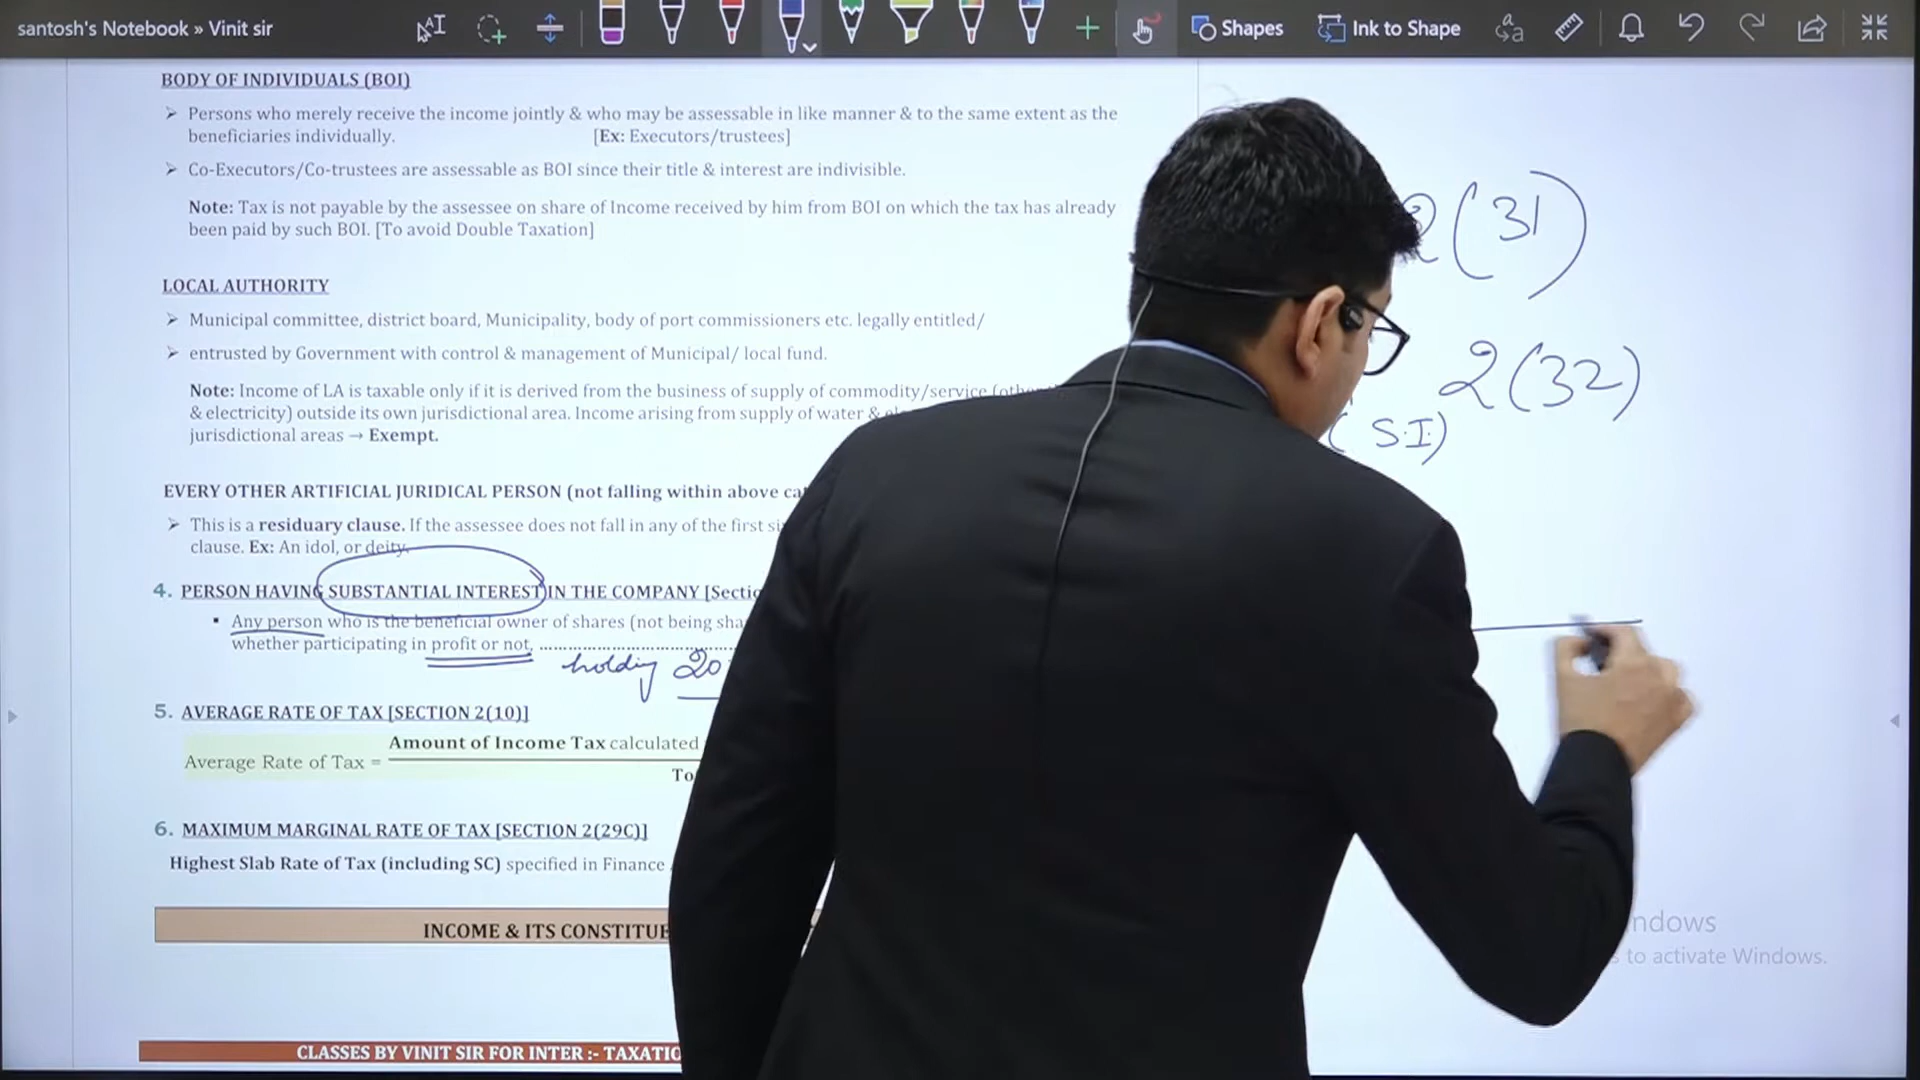 santosh's Notebook » Vinit sir
Shapes
Ink to Shape
BODY OF INDIVIDUALS (BOI)
➢ Persons who merely receive the income jointly & who may be assessable in like manner & to the same extent as the
beneficiaries individually. [Ex: Executors/trustees]
➢ Co-Executors/Co-trustees are assessable as BOI since their title & interest are indivisible.
Note: Tax is not payable by the assessee on share of Income received by him from BOI on which the tax has already
been paid by such BOI. [To avoid Double Taxation]
2(31)
LOCAL AUTHORITY
➢ Municipal committee, district board, Municipality, body of port commissioners etc. legally entitled/
➢ entrusted by Government with control & management of Municipal/ local fund.
2(32)
Note: Income of LA is taxable only if it is derived from the business of supply of commodity/service
& electricity) outside its own jurisdictional area. Income arising from supply of water &
jurisdictional areas → Exempt.
(S.I)
EVERY OTHER ARTIFICIAL JURIDICAL PERSON (not falling within above
➢ This is a residuary clause. If the assessee does not fall in any of the first
clause. Ex: An idol, or deity.
4. PERSON HAVING SUBSTANTIAL INTEREST IN THE COMPANY
▪ Any person who is the beneficial owner of shares (not being
whether participating in profit or not,
holding 20
5. AVERAGE RATE OF TAX [SECTION 2(10)]
Amount of Income Tax calculated
Average Rate of Tax =
6. MAXIMUM MARGINAL RATE OF TAX [SECTION 2(29C)]
Highest Slab Rate of Tax (including SC) specified in Finance
INCOME & ITS
to activate Windows.
CLASSES BY VINIT SIR FOR INTER :-